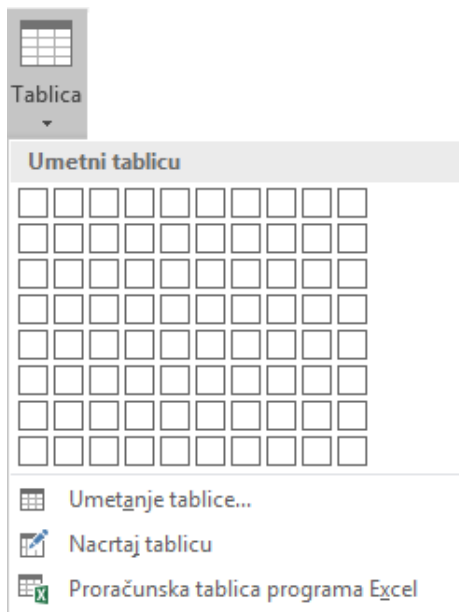 Tablica
Umetni tablicu
Umetanje tablice...
Nacrtaj tablicu
Proračunska tablica programa Excel